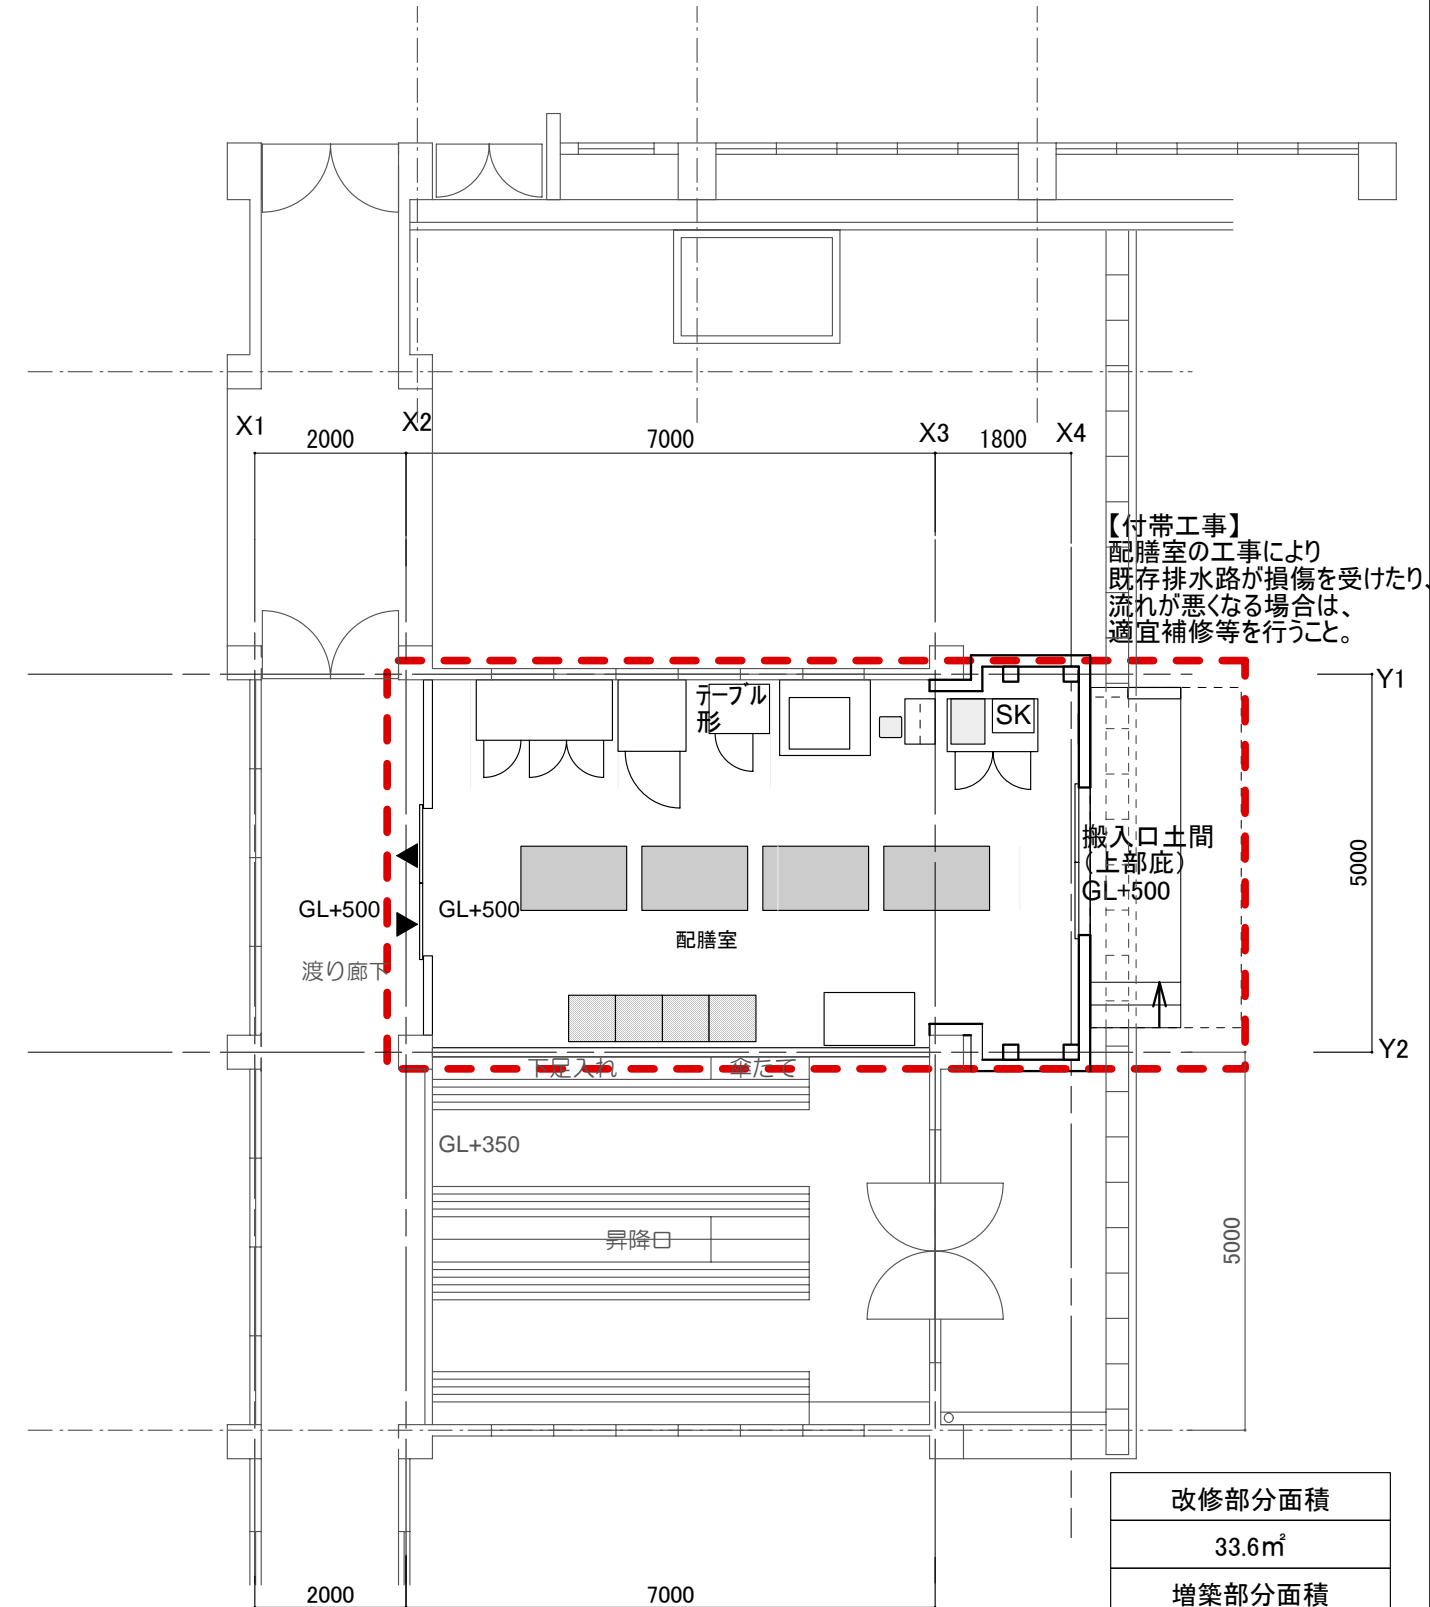 X1
2000
X2
7000
X3
1800
X4
【付帯工事】
配膳室の工事により
既存排水路が損傷を受けたり、
流れが悪くなる場合は、
適宜補修等を行うこと。
Y1
テーブル
形
SK
搬入口土間
(上部庇)
GL+500
5000
GL+500
GL+500
配膳室
渡り廊下
Y2
下足入れ
傘たて
GL+350
昇降口
5000
改修部分面積
33.6㎡
増築部分面積
2000
7000